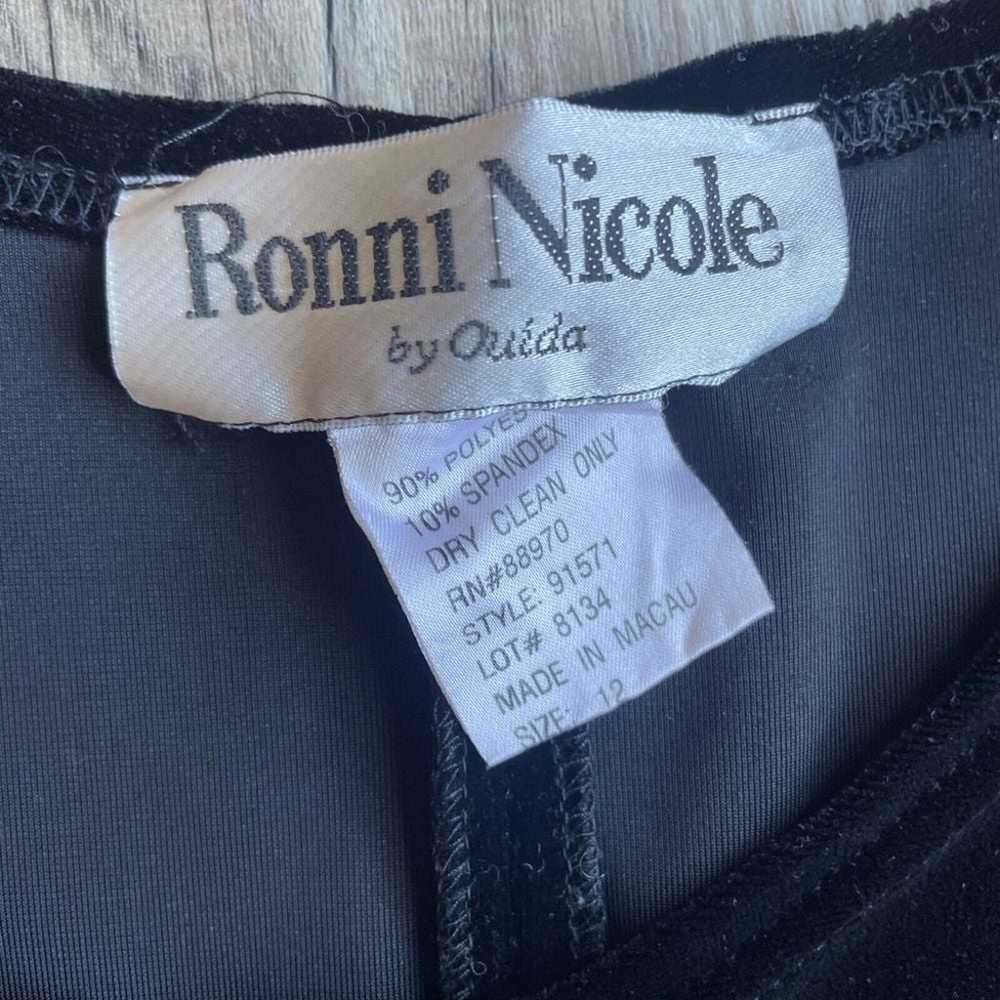 Ronni Nicole
by Ouida
90% POLYES
10% SPANDEX
DRY CLEAN ONLY
RN#88970
STYLE: 91571
LOT# 8134
MADE IN MACAU
SIZE: 12